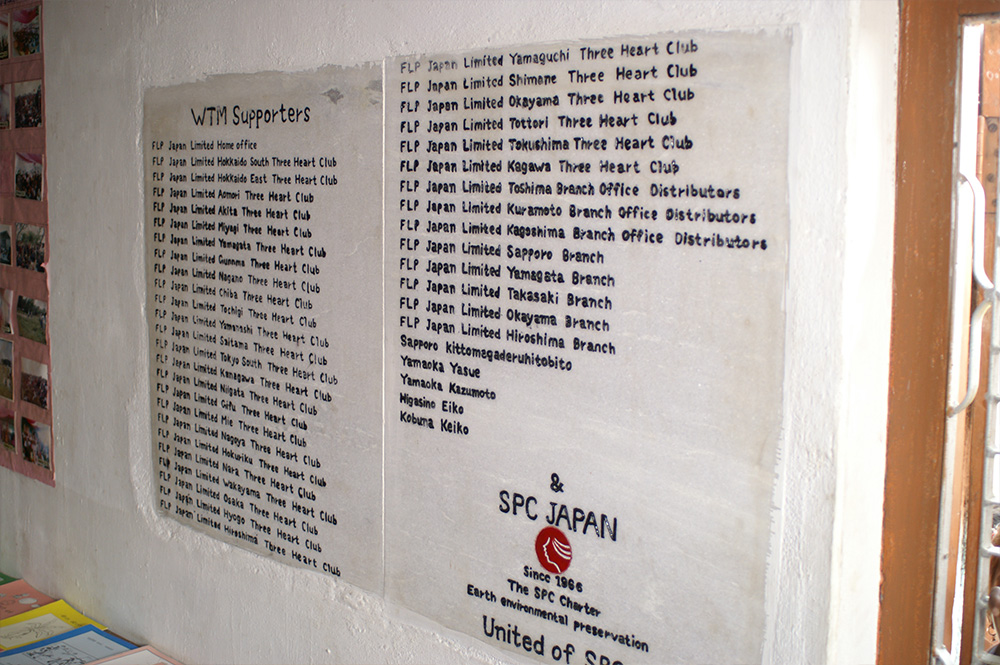 WTM Supporters
FLP Japan Limited Home office
FLP Japan Limited Hokkaido South Three Heart Club
FLP Japan Limited Hokkaido East Three Heart Club
FLP Japan Limited Aomori Three Heart Club
FLP Japan Limited Akita Three Heart Club
FLP Japan Limited Miyagi Three Heart Club
FLP Japan Limited Yamagata Three Heart Club
FLP Japan Limited Gunnma Three Heart Club
FLP Japan Limited Nagano Three Heart Club
FLP Japan Limited Chiba Three Heart Club
FLP Japan Limited Tochigi Three Heart Club
FLP Japan Limited Yamanashi Three Heart Club
FLP Japan Limited Saitama Three Heart Club
FLP Japan Limited Tokyo South Three Heart Club
FLP Japan Limited Kanagawa Three Heart Club
FLP Japan Limited Niigata Three Heart Club
FLP Japan Limited Gifu Three Heart Club
FLP Japan Limited Mie Three Heart Club
FLP Japan Limited Nagoya Three Heart Club
FLP Japan Limited Hokuriku Three Heart Club
FLP Japan Limited Nara Three Heart Club
FLP Japan Limited Wakayama Three Heart Club
FLP Japan Limited Osaka Three Heart Club
FLP Japan Limited Hyogo Three Heart Club
FLP Japan Limited Hiroshima Three Heart Club
FLP Japan Limited Yamaguchi Three Heart Club
FLP Japan Limited Shimane Three Heart Club
FLP Japan Limited Okayama Three Heart Club
FLP Japan Limited Tottori Three Heart Club
FLP Japan Limited Tokushima Three Heart Club
FLP Japan Limited Kagawa Three Heart Club
FLP Japan Limited Toshima Branch Office Distributors
FLP Japan Limited Kuramoto Branch Office Distributors
FLP Japan Limited Kagoshima Branch Office Distributors
FLP Japan Limited Sapporo Branch
FLP Japan Limited Yamagata Branch
FLP Japan Limited Takasaki Branch
FLP Japan Limited Okayama Branch
FLP Japan Limited Hiroshima Branch
Sapporo kittomegaderuhitobito
Yamaoka Yasue
Yamaoka Kazumoto
Higasino Eiko
Kobuna Keiko
&
SPC JAPAN
Since 1966
The SPC Charter
Earth environmental preservation
United of SPC